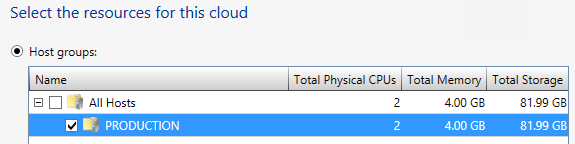 Select the resources for this cloud
Host groups:
Name Total Physical CPUs Total Memory Total Storage
All Hosts 2 4.00 GB 81.99 GB
PRODUCTION 2 4.00 GB 81.99 GB